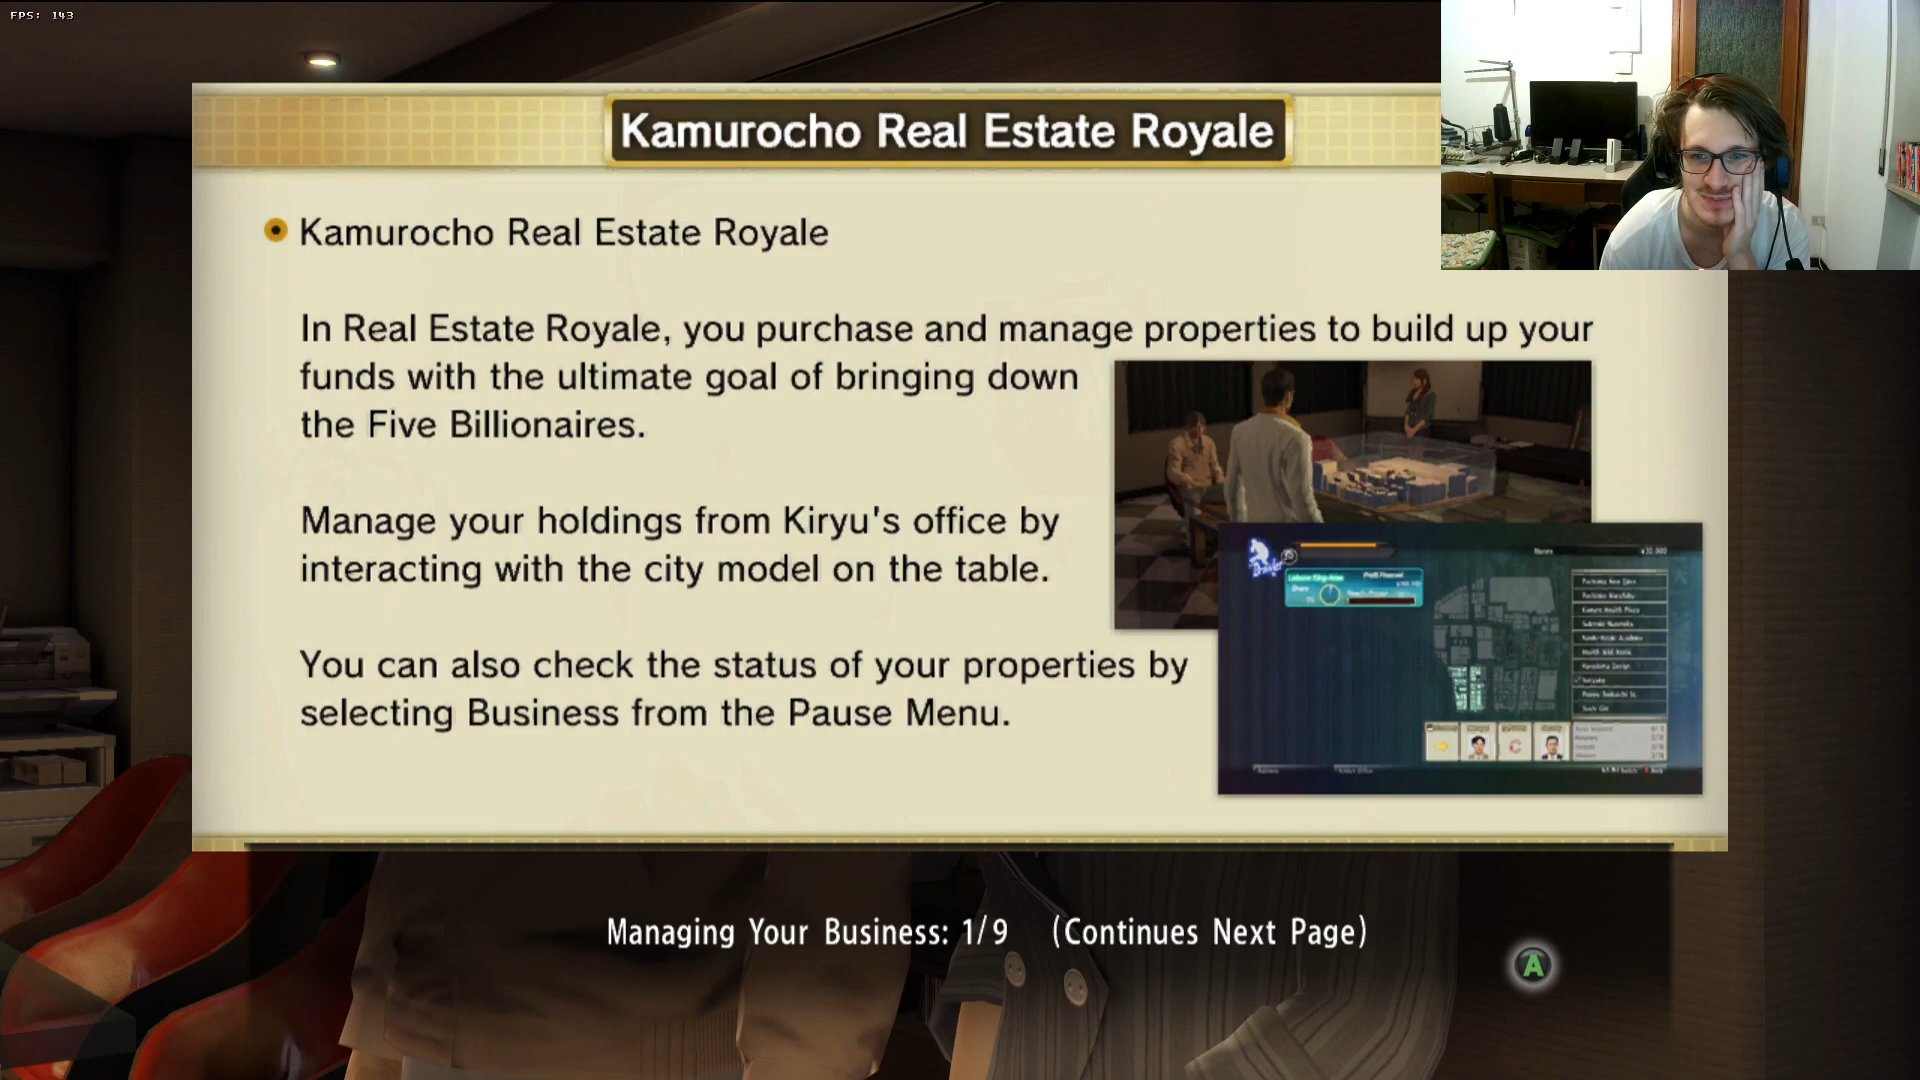 FPS: 143
Kamurocho Real Estate Royale
Kamurocho Real Estate Royale
In Real Estate Royale, you purchase and manage properties to build up your
funds with the ultimate goal of bringing down
the Five Billionaires.
Manage your holdings from Kiryu's office by
interacting with the city model on the table.
You can also check the status of your properties by
selecting Business from the Pause Menu.
Managing Your Business: 1/9 (Continues Next Page)
A